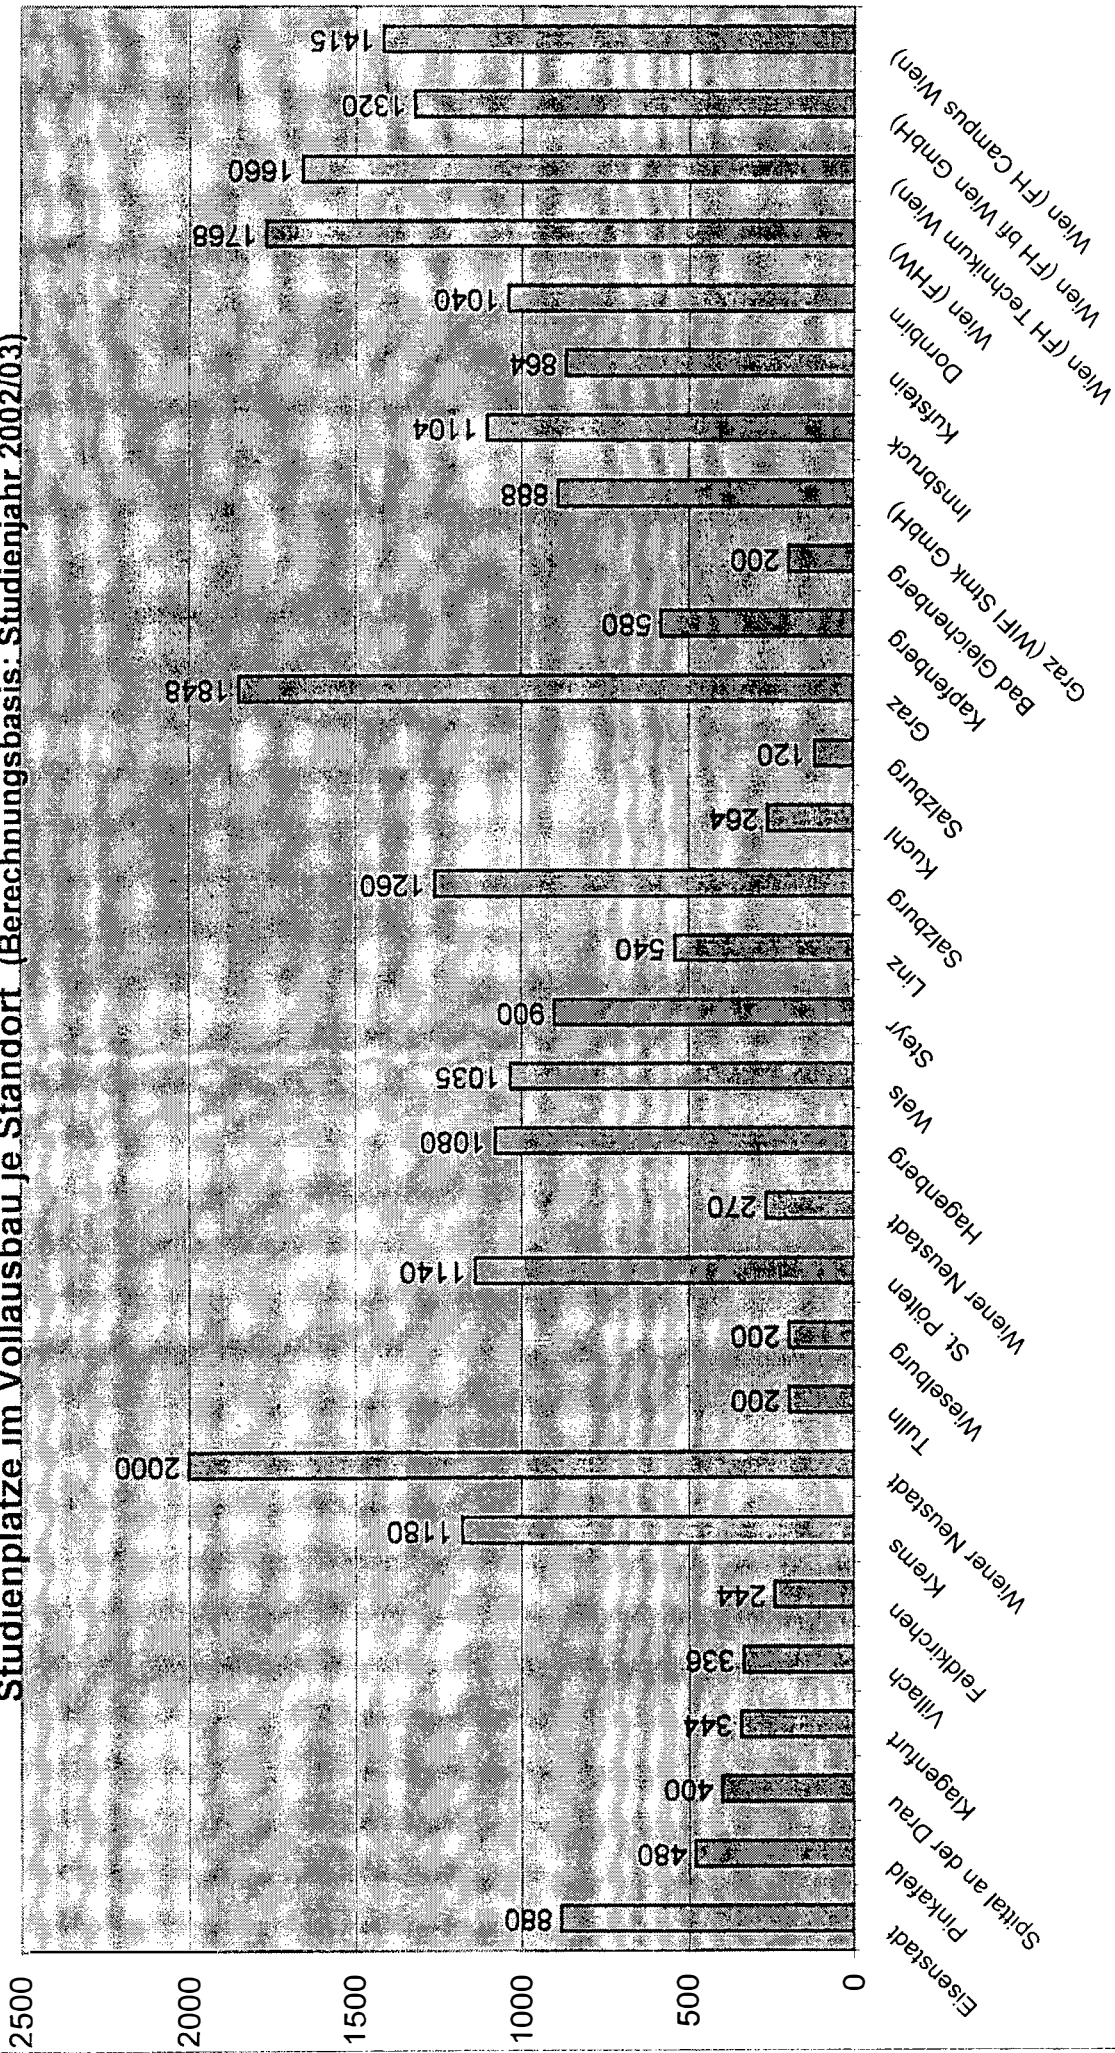 Studienplätze im Vollausbau je Standort (Berechnungsbasis: Studienjahr 2002/03)
2500
2000
1500
1000
500
0
880
480
400
344
336
244
1180
2000
200
200
1140
270
1080
1035
900
540
1260
264
120
1848
580
200
888
1104
864
1040
1768
1660
1320
1415
Eisenstadt
Pinkafeld
Spittal an der Drau
Klagenfurt
Villach
Feldkirchen
Krems
Wiener Neustadt
Tulln
Wieselburg
St. Pölten
Wiener Neustadt
Hagenberg
Wels
Steyr
Linz
Salzburg
Kuchl
Salzburg
Graz
Kapfenberg
Bad Gleichenberg
Graz (WIFI Stmk GmbH)
Innsbruck
Kufstein
Dornbirn
Wien (FHW)
Wien (FH Technikum Wien)
Wien (FH bfi Wien GmbH)
Wien (FH Campus Wien)